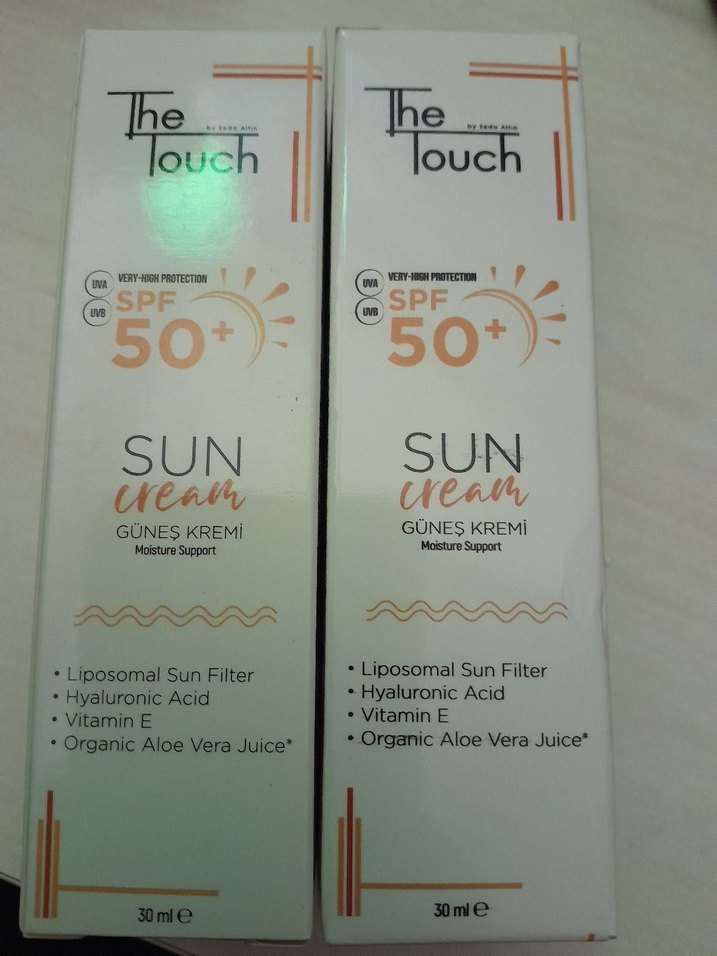 The
by Seda Altın
Touch
UVA
VERY-HIGH PROTECTION
UVB
SPF
50+
SUN
cream
GÜNEŞ KREMİ
Moisture Support
• Liposomal Sun Filter
• Hyaluronic Acid
• Vitamin E
• Organic Aloe Vera Juice*
30 ml e
The
by Seda Altın
Touch
UVA
VERY-HIGH PROTECTION
UVB
SPF
50+
SUN
cream
GÜNEŞ KREMİ
Moisture Support
• Liposomal Sun Filter
• Hyaluronic Acid
• Vitamin E
• Organic Aloe Vera Juice*
30 ml e